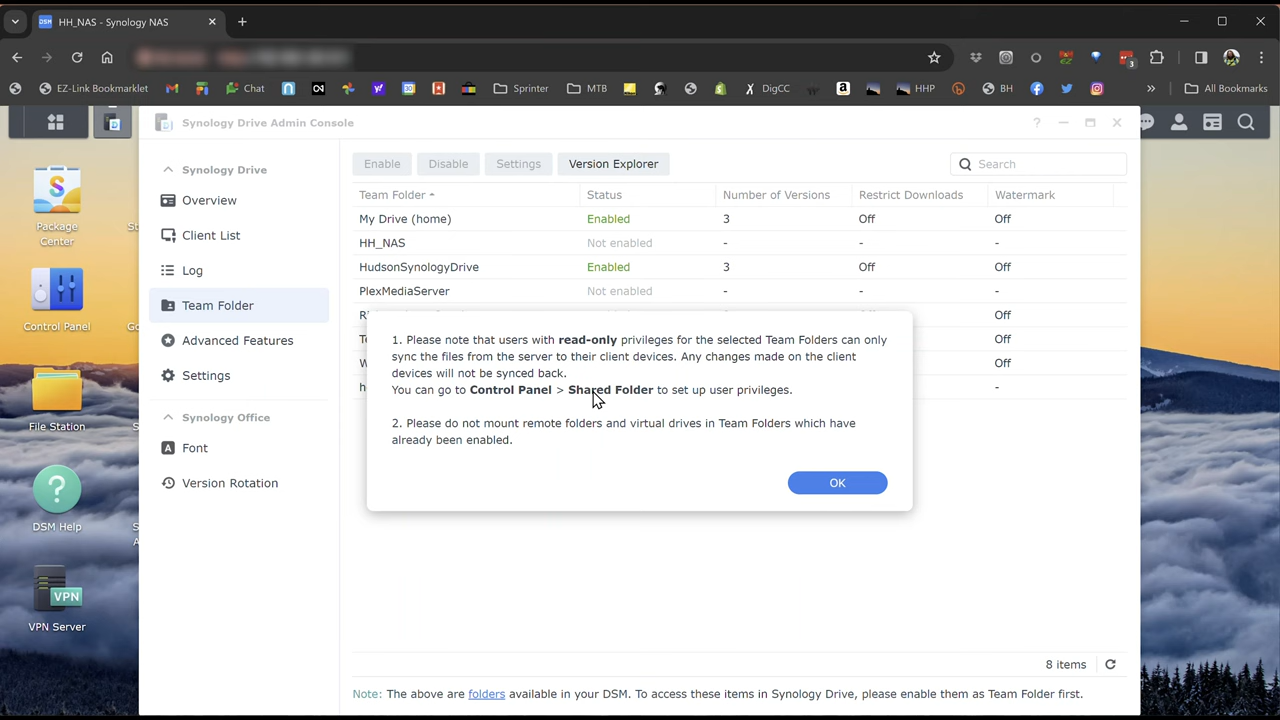 DSM HH_NAS - Synology NAS
EZ-Link Bookmarklet
Chat
Sprinter
MTB
DigCC
HHP
BH
All Bookmarks
3
Synology Drive Admin Console
Package
Center
Control Panel
File Station
DSM Help
VPN
VPN Server
Synology Drive
Overview
Client List
Log
Team Folder
Advanced Features
Settings
Synology Office
Font
Version Rotation
Enable Disable Settings Version Explorer
Search
Team Folder Status Number of Versions Restrict Downloads Watermark
My Drive (home) Enabled 3 Off Off
HH_NAS Not enabled - - -
HudsonSynologyDrive Enabled 3 Off Off
PlexMediaServer Not enabled - - -
Off
Off
Off
-
1. Please note that users with read-only privileges for the selected Team Folders can only
sync the files from the server to their client devices. Any changes made on the client
devices will not be synced back.
You can go to Control Panel > Shared Folder to set up user privileges.
2. Please do not mount remote folders and virtual drives in Team Folders which have
already been enabled.
OK
8 items
Note: The above are folders available in your DSM. To access these items in Synology Drive, please enable them as Team Folder first.